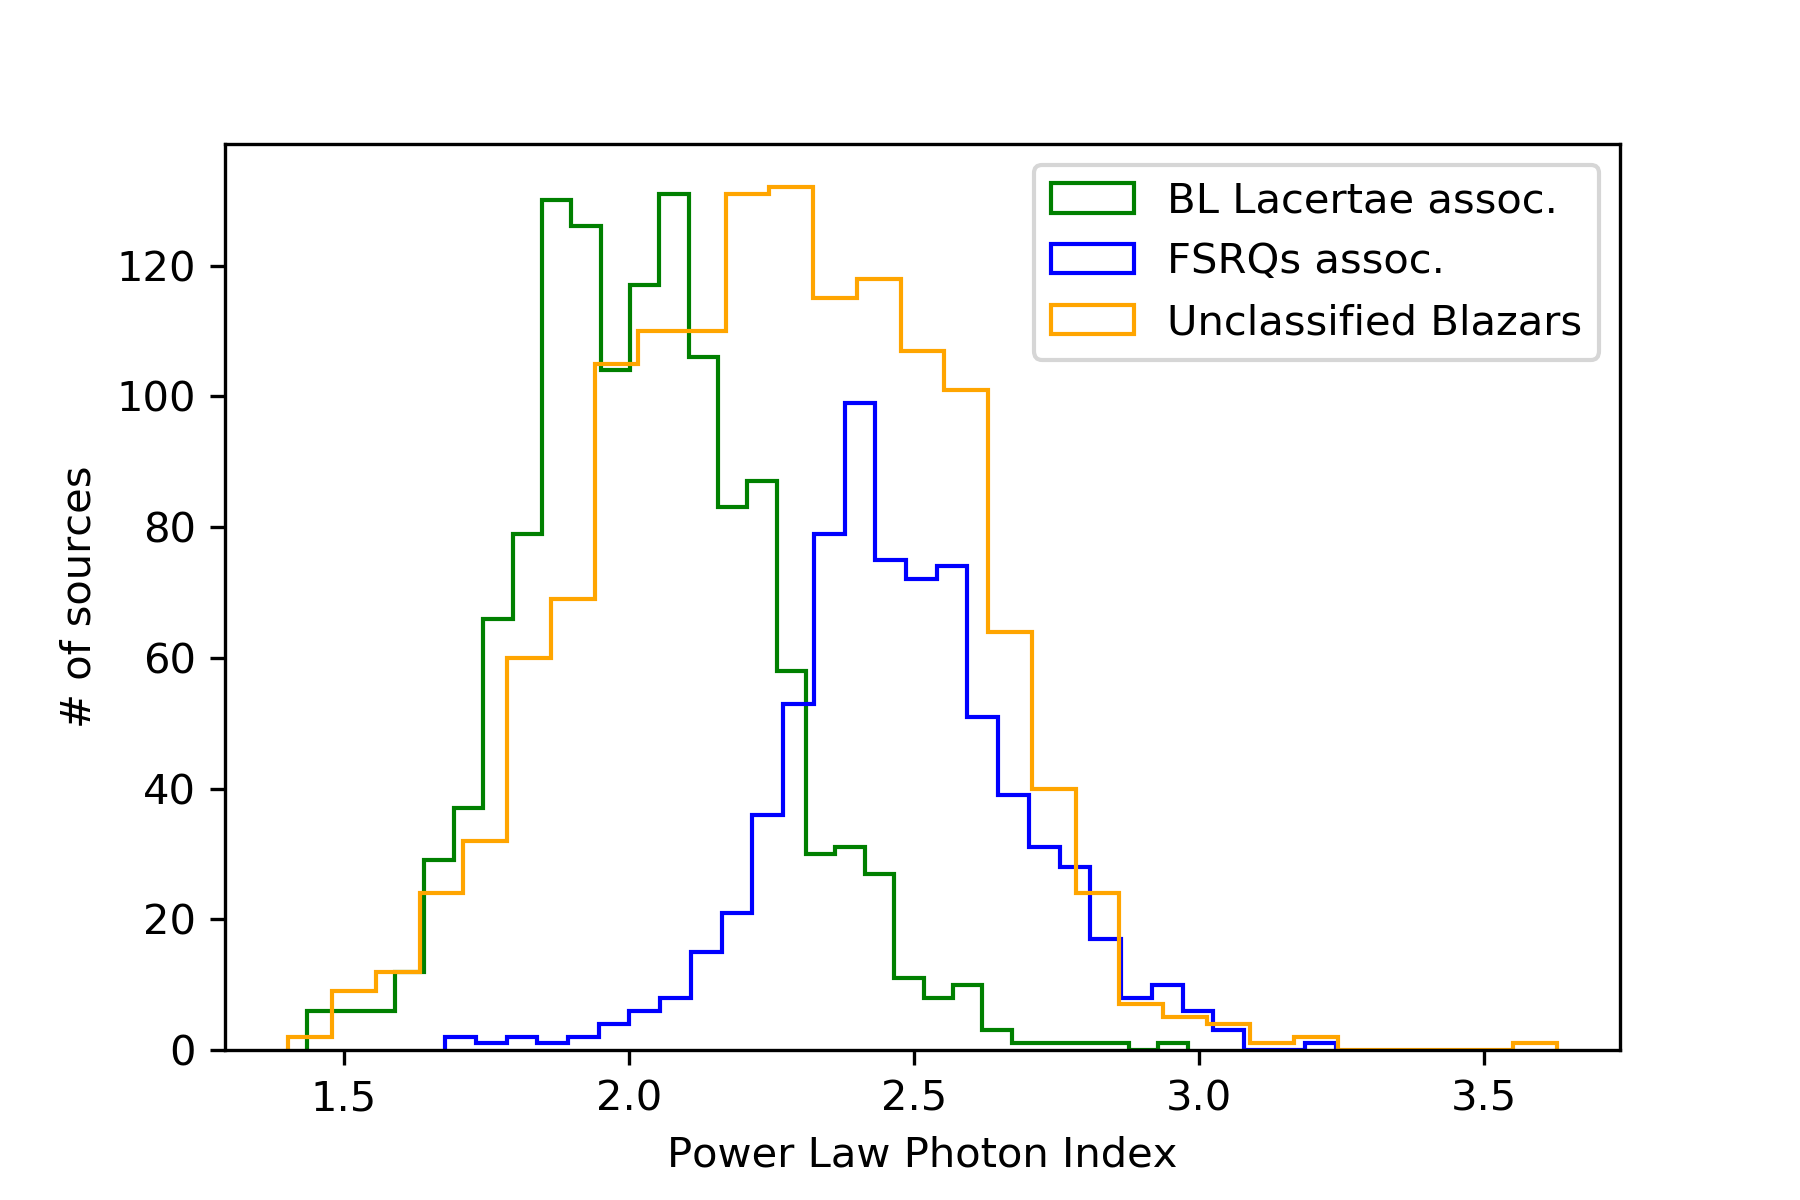 BL Lacertae assoc.
FSRQs assoc.
Unclassified Blazars
120
100
80
60
40
20
0
# of sources
1.5 2.0 2.5 3.0 3.5
Power Law Photon Index